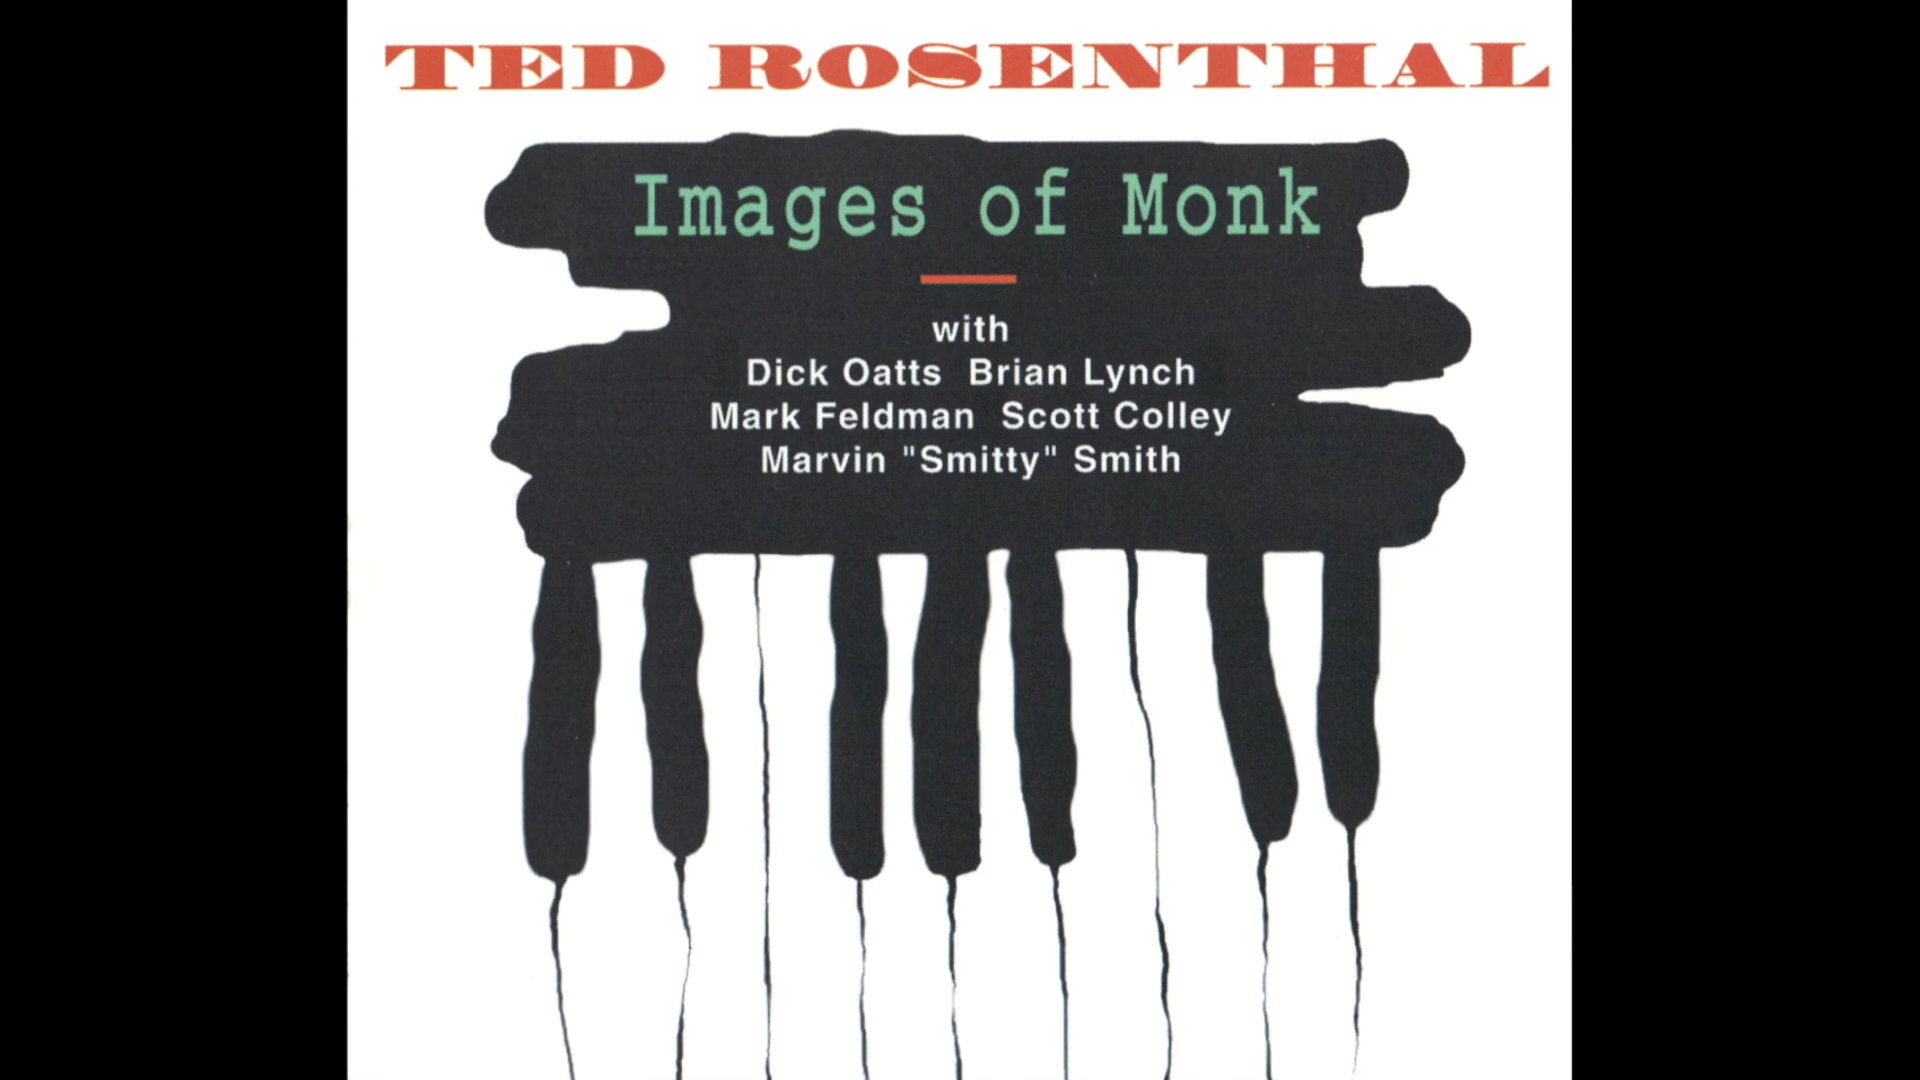 TED ROSENTHAL
Images of Monk
with
Dick Oatts Brian Lynch
Mark Feldman Scott Colley
Marvin "Smitty" Smith